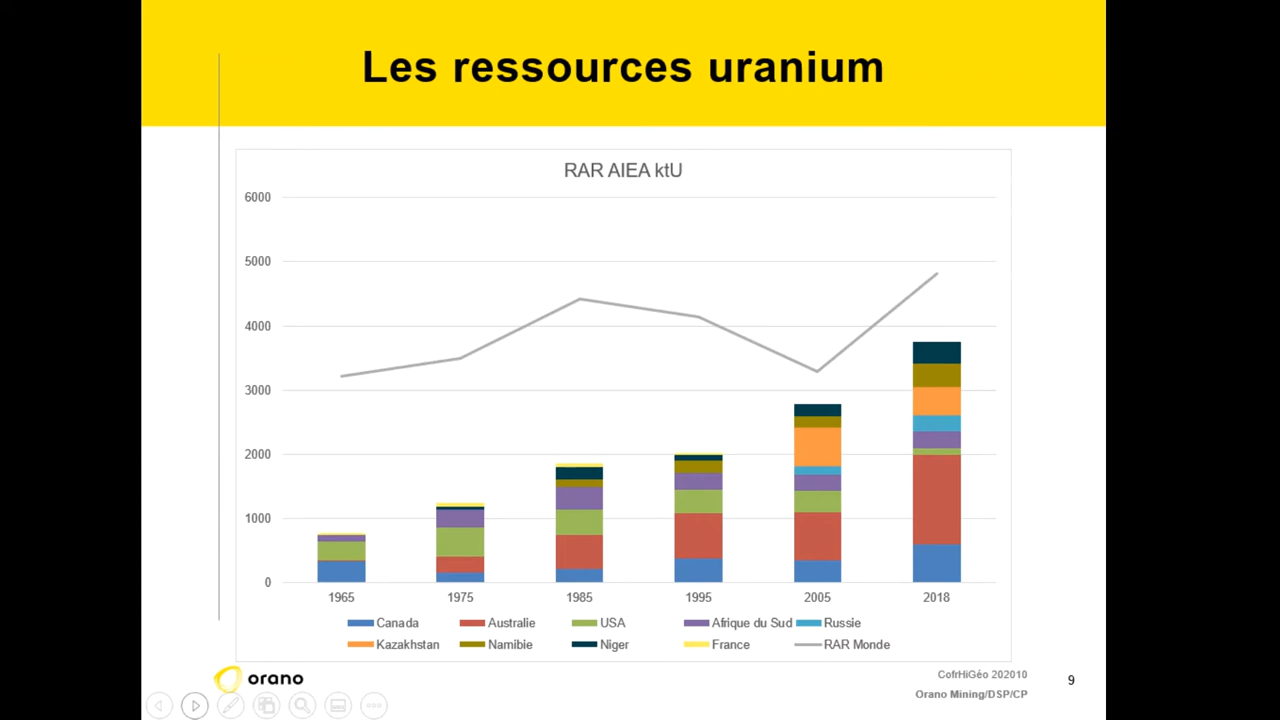 Les ressources uranium
RAR AIEA ktU
6000
5000
4000
3000
2000
1000
0
1965 1975 1985 1995 2005 2018
Canada Australie USA Afrique du Sud Russie
Kazakhstan Namibie Niger France RAR Monde
orano
CofrHiGéo 202010
Orano Mining/DSP/CP
9